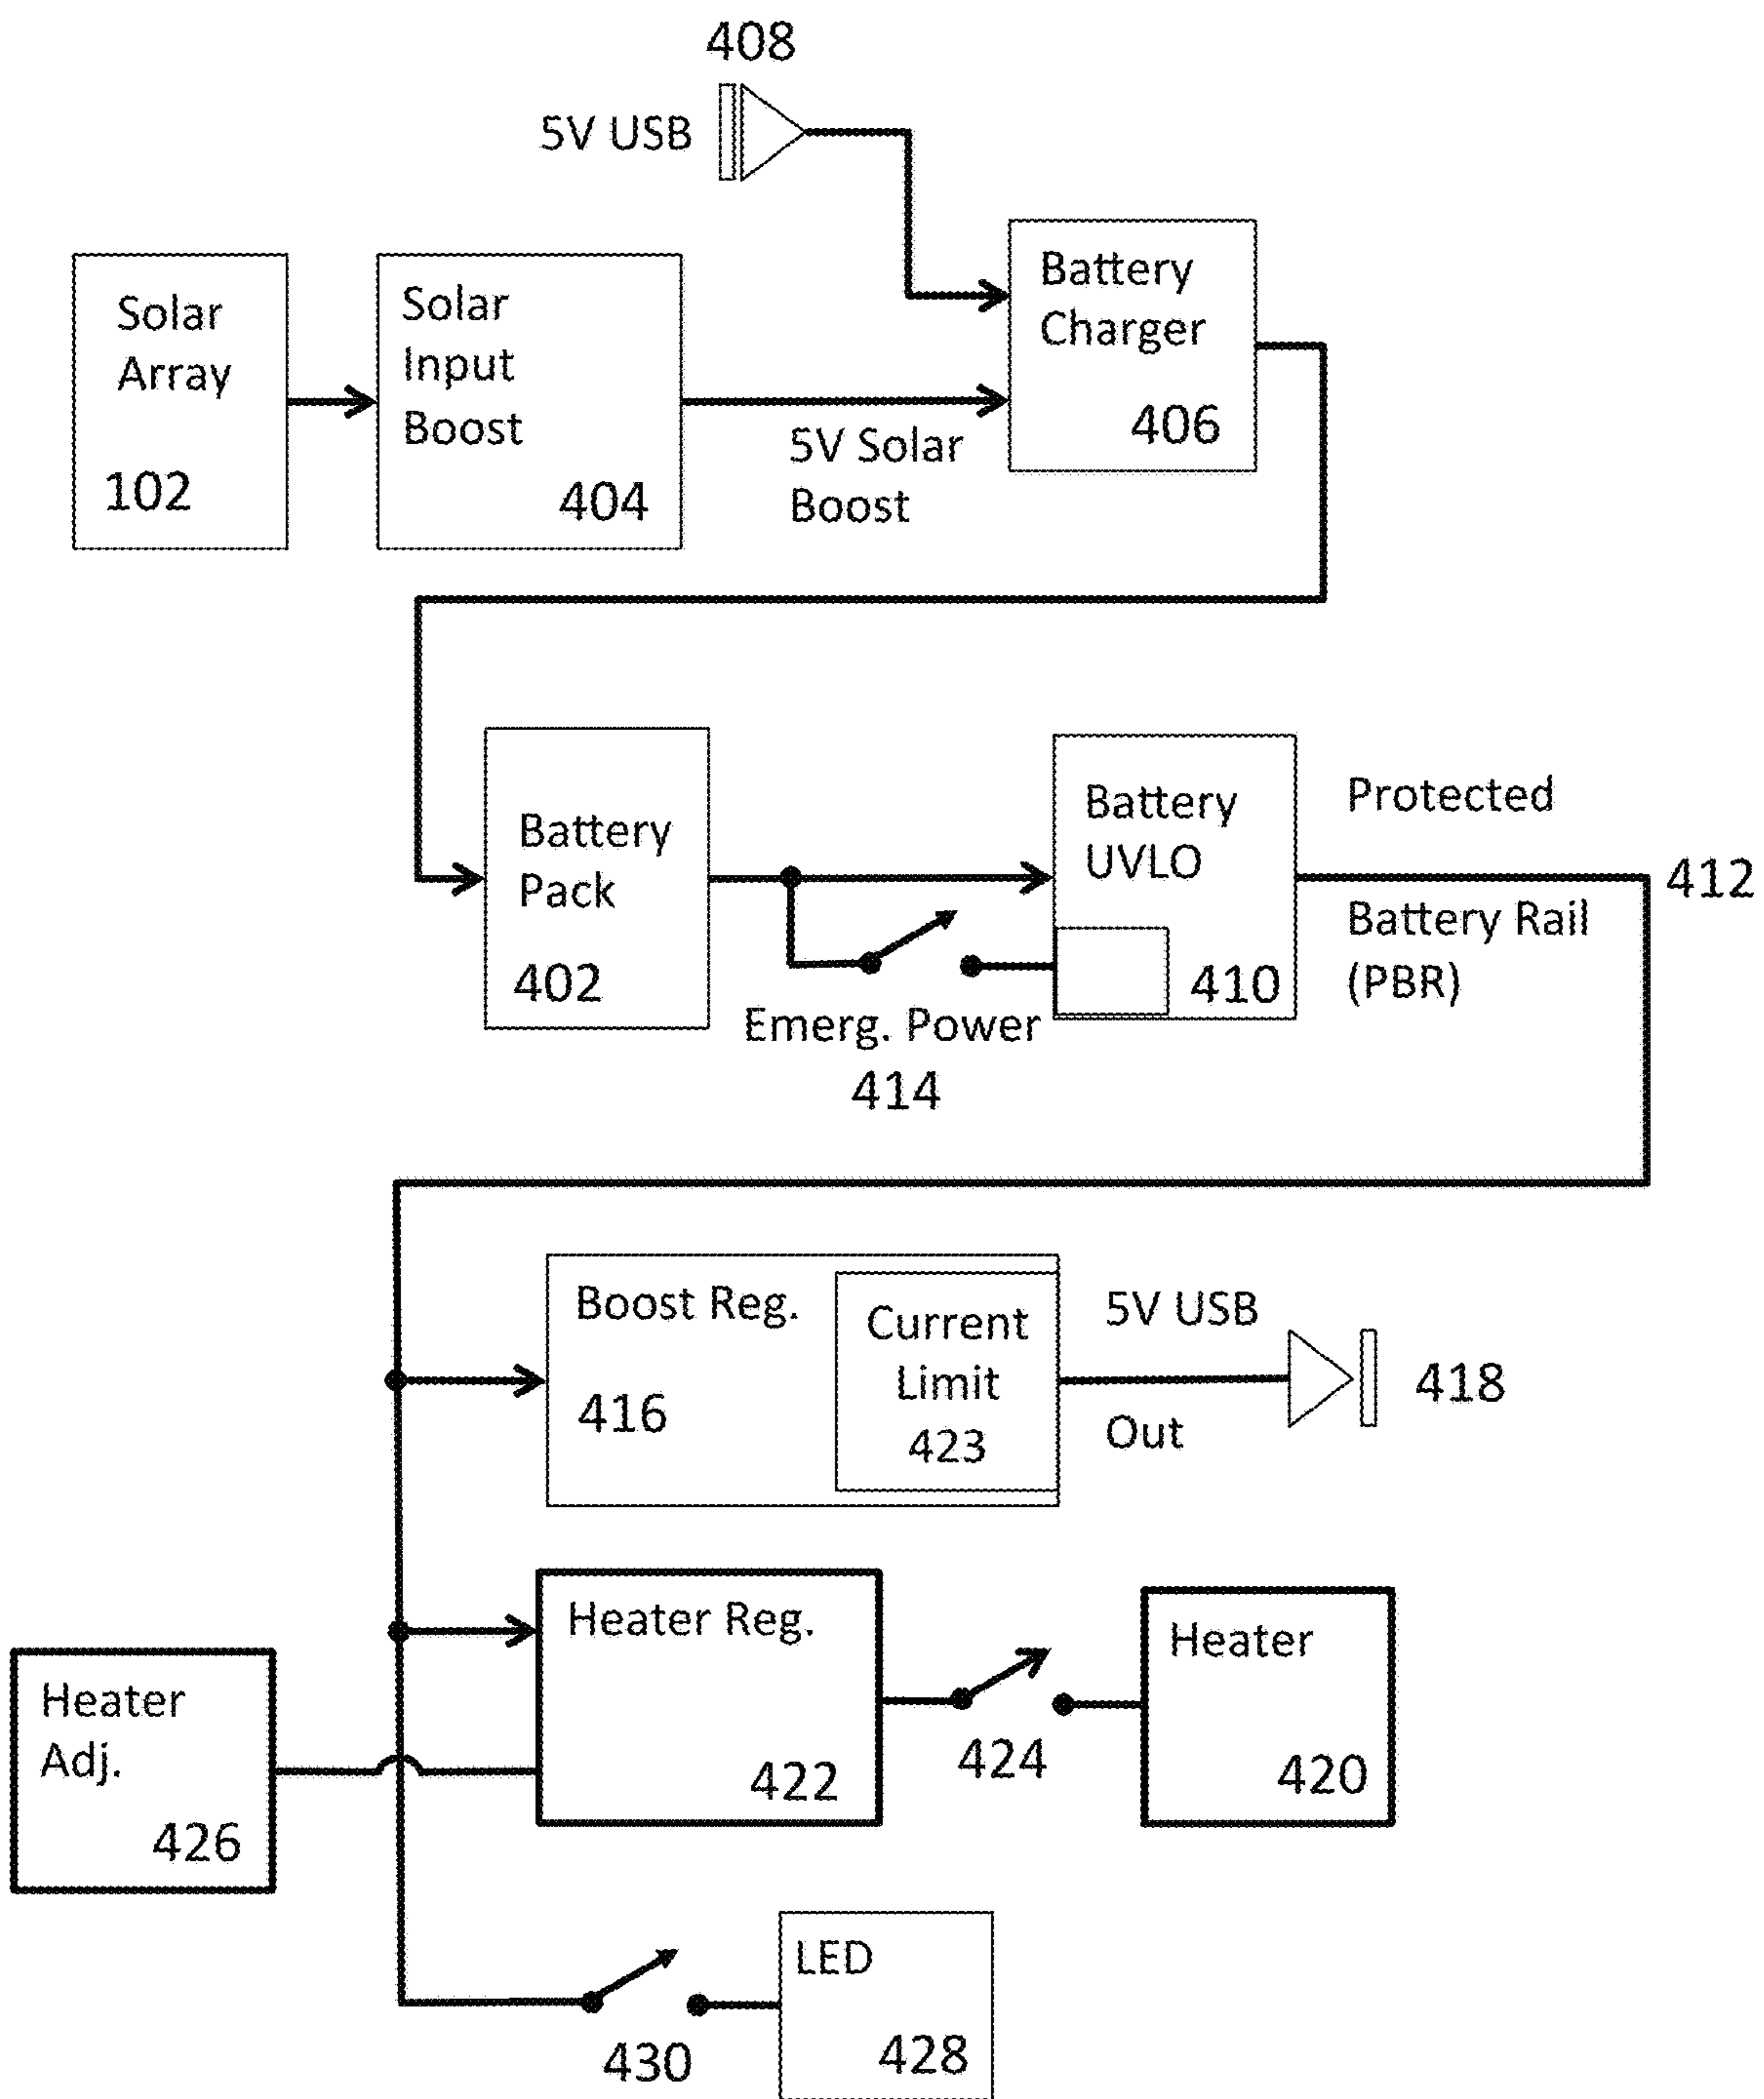 408
5V USB
Solar
Array
102
Solar
Input
Boost
404
5V Solar
Boost
Battery
Charger
406
Battery
Pack
402
Emerg. Power
414
Battery
UVLO
410
Protected
412
Battery Rail
(PBR)
Boost Reg.
416
Current
Limit
423
5V USB
Out
418
Heater
Adj.
426
Heater Reg.
422
424
Heater
420
430
LED
428